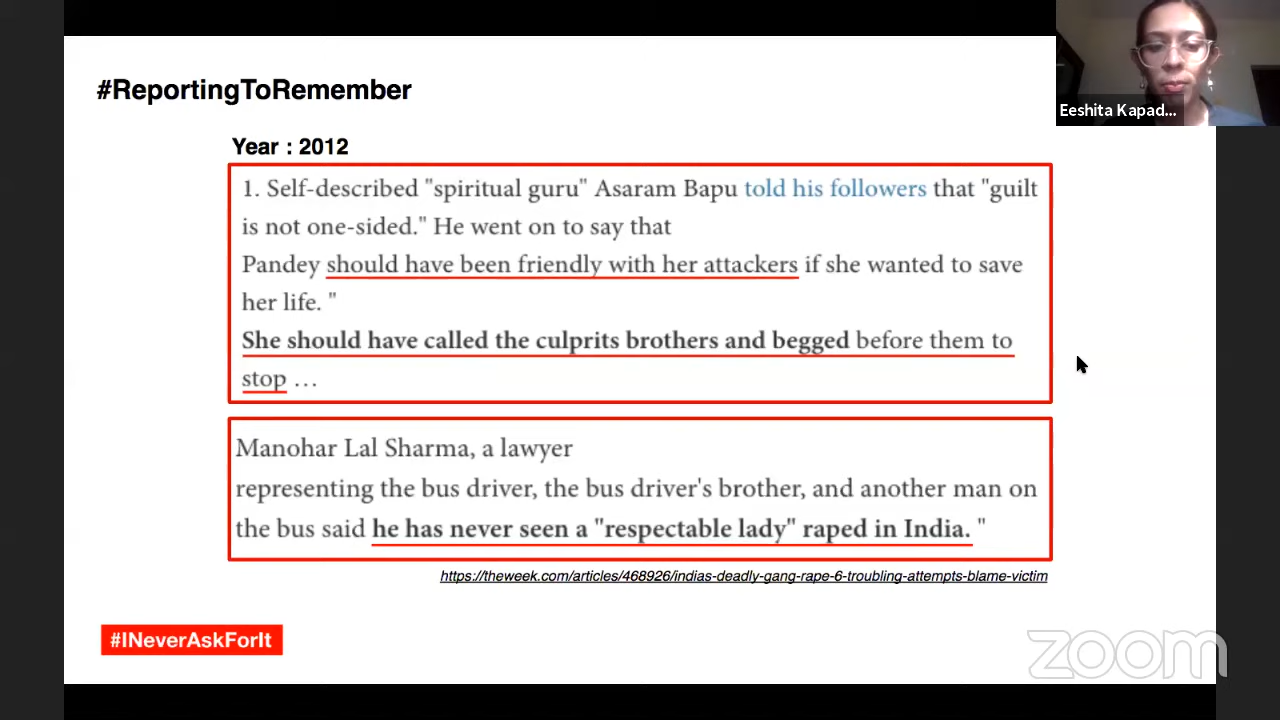 #ReportingToRemember
Eeshita Kapad...
Year : 2012
1. Self-described "spiritual guru" Asaram Bapu told his followers that "guilt
is not one-sided." He went on to say that
Pandey should have been friendly with her attackers if she wanted to save
her life. "
She should have called the culprits brothers and begged before them to
stop …
Manohar Lal Sharma, a lawyer
representing the bus driver, the bus driver's brother, and another man on
the bus said he has never seen a "respectable lady" raped in India. "
https://theweek.com/articles/468926/indias-deadly-gang-rape-6-troubling-attempts-blame-victim
#INeverAskForIt
zoom